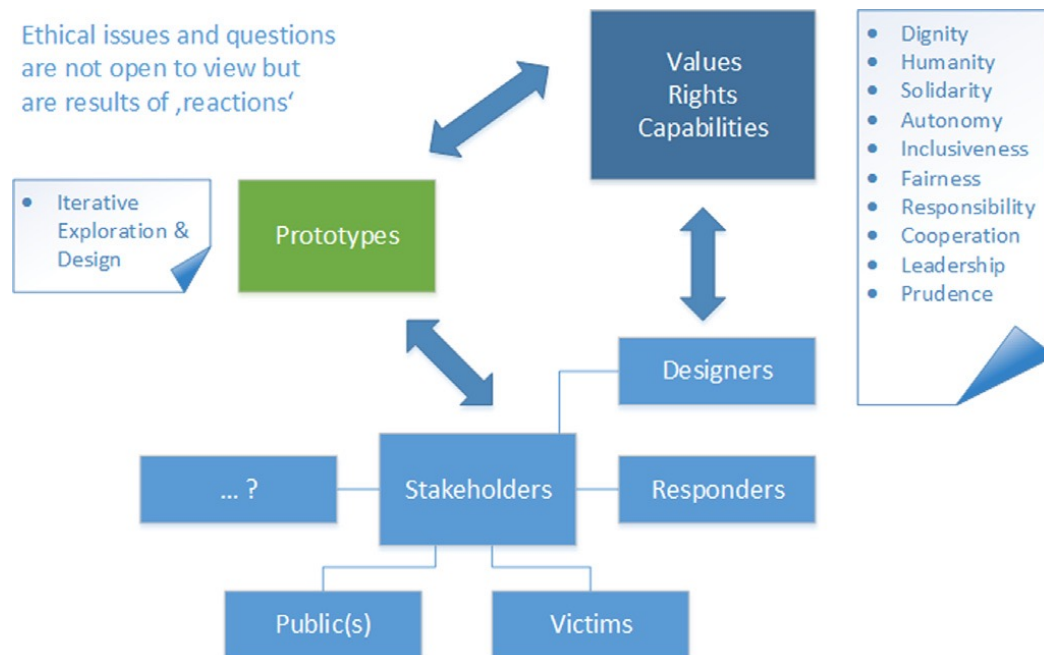 Ethical issues and questions
are not open to view but
are results of ‚reactions‘
Values
Rights
Capabilities
• Dignity
• Humanity
• Solidarity
• Autonomy
• Inclusiveness
• Fairness
• Responsibility
• Cooperation
• Leadership
• Prudence
• Iterative
Exploration &
Design
Prototypes
Designers
... ?
Stakeholders
Responders
Public(s)
Victims